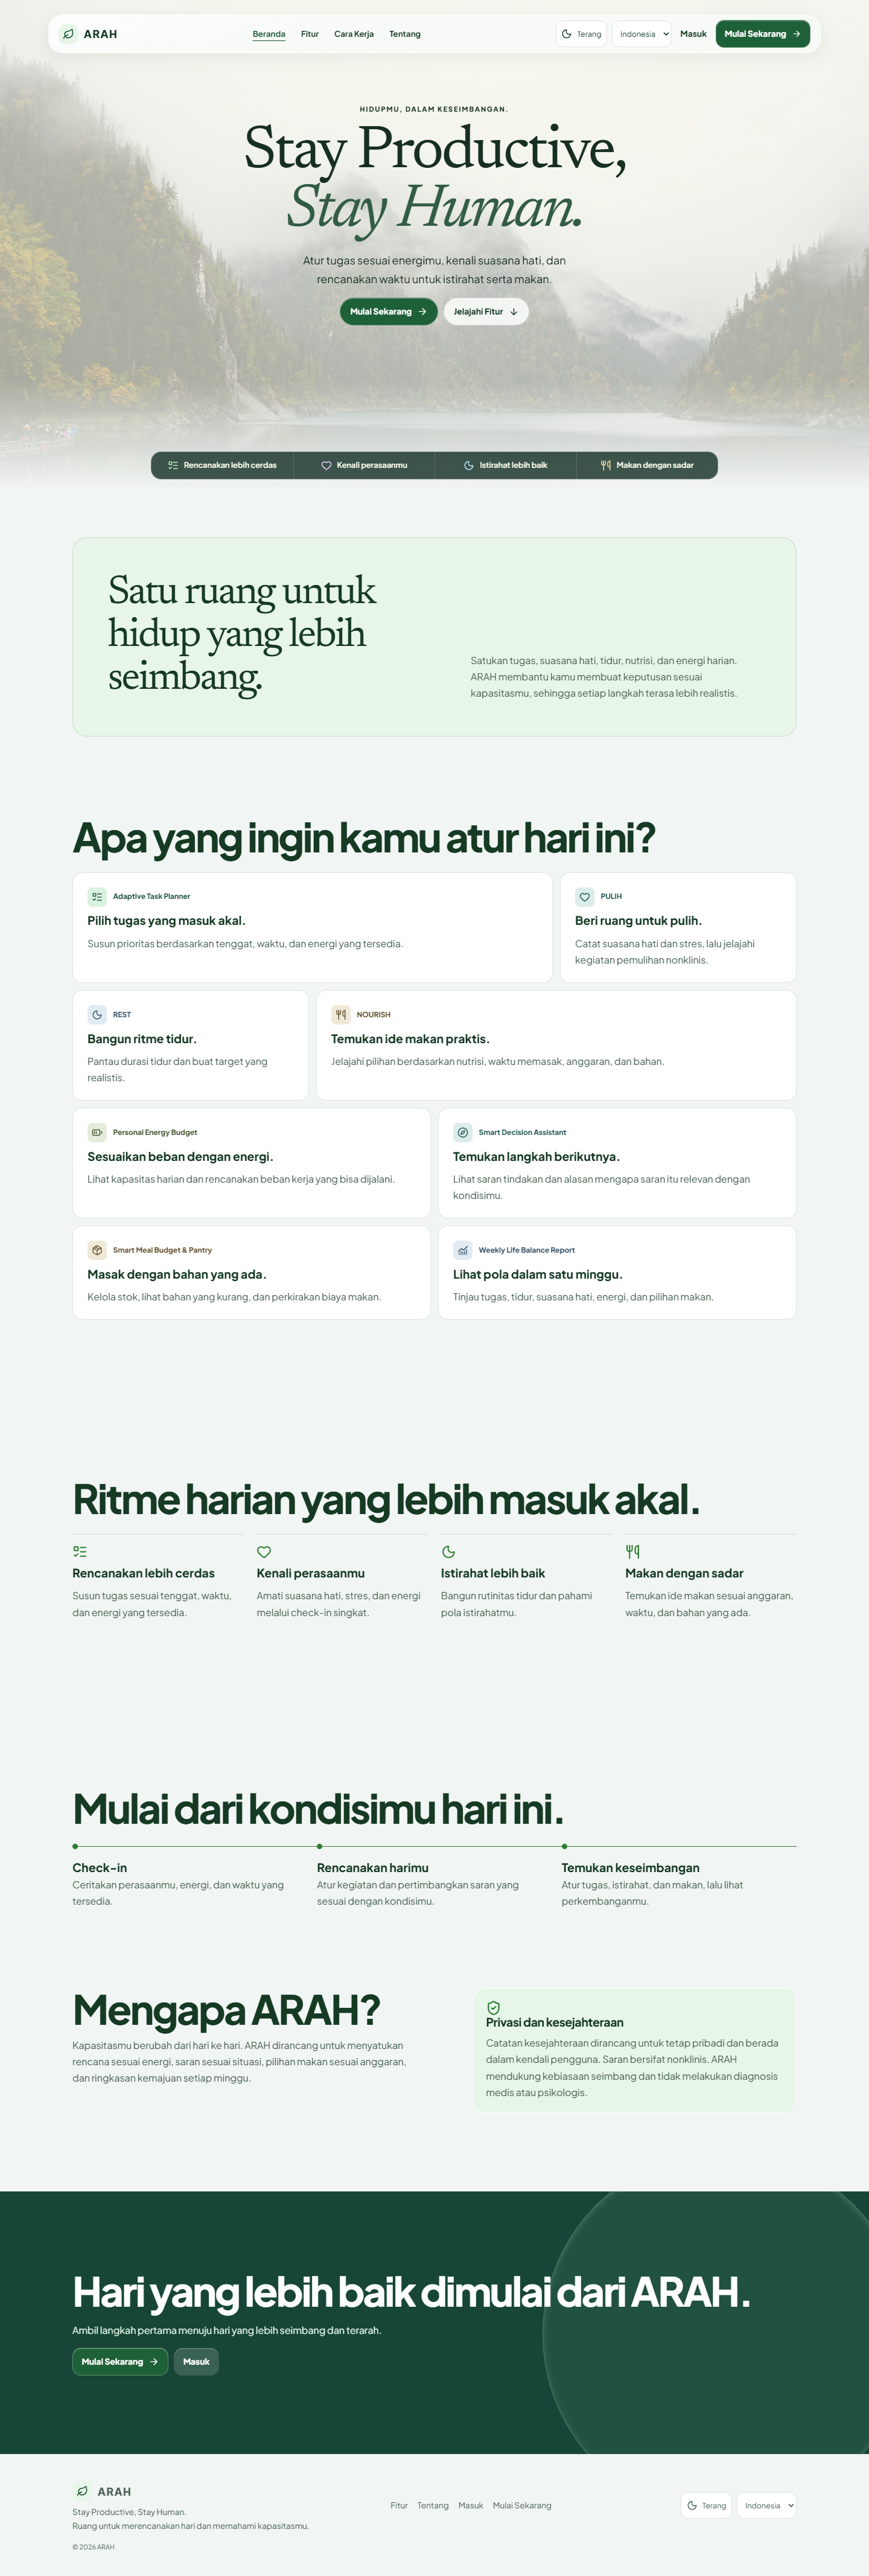 ARAH
Beranda
Fitur
Cara Kerja
Tentang
Terang
Indonesia
Masuk
Mulai Sekarang
HIDUPMU, DALAM KESEIMBANGAN.
Stay Productive,
Stay Human.
Atur tugas sesuai energimu, kenali suasana hati, dan
rencanakan waktu untuk istirahat serta makan.
Mulai Sekarang
Jelajahi Fitur
Rencanakan lebih cerdas
Kenali perasaanmu
Istirahat lebih baik
Makan dengan sadar
Satu ruang untuk
hidup yang lebih
seimbang.
Satukan tugas, suasana hati, tidur, nutrisi, dan energi harian.
ARAH membantu kamu membuat keputusan sesuai
kapasitasmu, sehingga setiap langkah terasa lebih realistis.
Apa yang ingin kamu atur hari ini?
Adaptive Task Planner
Pilih tugas yang masuk akal.
Susun prioritas berdasarkan tenggat, waktu, dan energi yang tersedia.
PULIH
Beri ruang untuk pulih.
Catat suasana hati dan stres, lalu jelajahi
kegiatan pemulihan nonklinis.
REST
Bangun ritme tidur.
Pantau durasi tidur dan buat target yang
realistis.
NOURISH
Temukan ide makan praktis.
Jelajahi pilihan berdasarkan nutrisi, waktu memasak, anggaran, dan bahan.
Personal Energy Budget
Sesuaikan beban dengan energi.
Lihat kapasitas harian dan rencanakan beban kerja yang bisa dijalani.
Smart Decision Assistant
Temukan langkah berikutnya.
Lihat saran tindakan dan alasan mengapa saran itu relevan dengan
kondisimu.
Smart Meal Budget & Pantry
Masak dengan bahan yang ada.
Kelola stok, lihat bahan yang kurang, dan perkirakan biaya makan.
Weekly Life Balance Report
Lihat pola dalam satu minggu.
Tinjau tugas, tidur, suasana hati, energi, dan pilihan makan.
Ritme harian yang lebih masuk akal.
Rencanakan lebih cerdas
Susun tugas sesuai tenggat, waktu,
dan energi yang tersedia.
Kenali perasaanmu
Amati suasana hati, stres, dan energi
melalui check-in singkat.
Istirahat lebih baik
Bangun rutinitas tidur dan pahami
pola istirahatmu.
Makan dengan sadar
Temukan ide makan sesuai anggaran,
waktu, dan bahan yang ada.
Mulai dari kondisimu hari ini.
Check-in
Ceritakan perasaanmu, energi, dan waktu yang
tersedia.
Rencanakan harimu
Atur kegiatan dan pertimbangkan saran yang
sesuai dengan kondisimu.
Temukan keseimbangan
Atur tugas, istirahat, dan makan, lalu lihat
perkembanganmu.
Mengapa ARAH?
Kapasitasmu berubah dari hari ke hari. ARAH dirancang untuk menyatukan
rencana sesuai energi, saran sesuai situasi, pilihan makan sesuai anggaran,
dan ringkasan kemajuan setiap minggu.
Privasi dan kesejahteraan
Catatan kesejahteraan dirancang untuk tetap pribadi dan berada
dalam kendali pengguna. Saran bersifat nonklinis. ARAH
mendukung kebiasaan seimbang dan tidak melakukan diagnosis
medis atau psikologis.
Hari yang lebih baik dimulai dari ARAH.
Ambil langkah pertama menuju hari yang lebih seimbang dan terarah.
Mulai Sekarang
Masuk
ARAH
Stay Productive, Stay Human.
Ruang untuk merencanakan hari dan memahami kapasitasmu.
© 2026 ARAH
Fitur
Tentang
Masuk
Mulai Sekarang
Terang
Indonesia